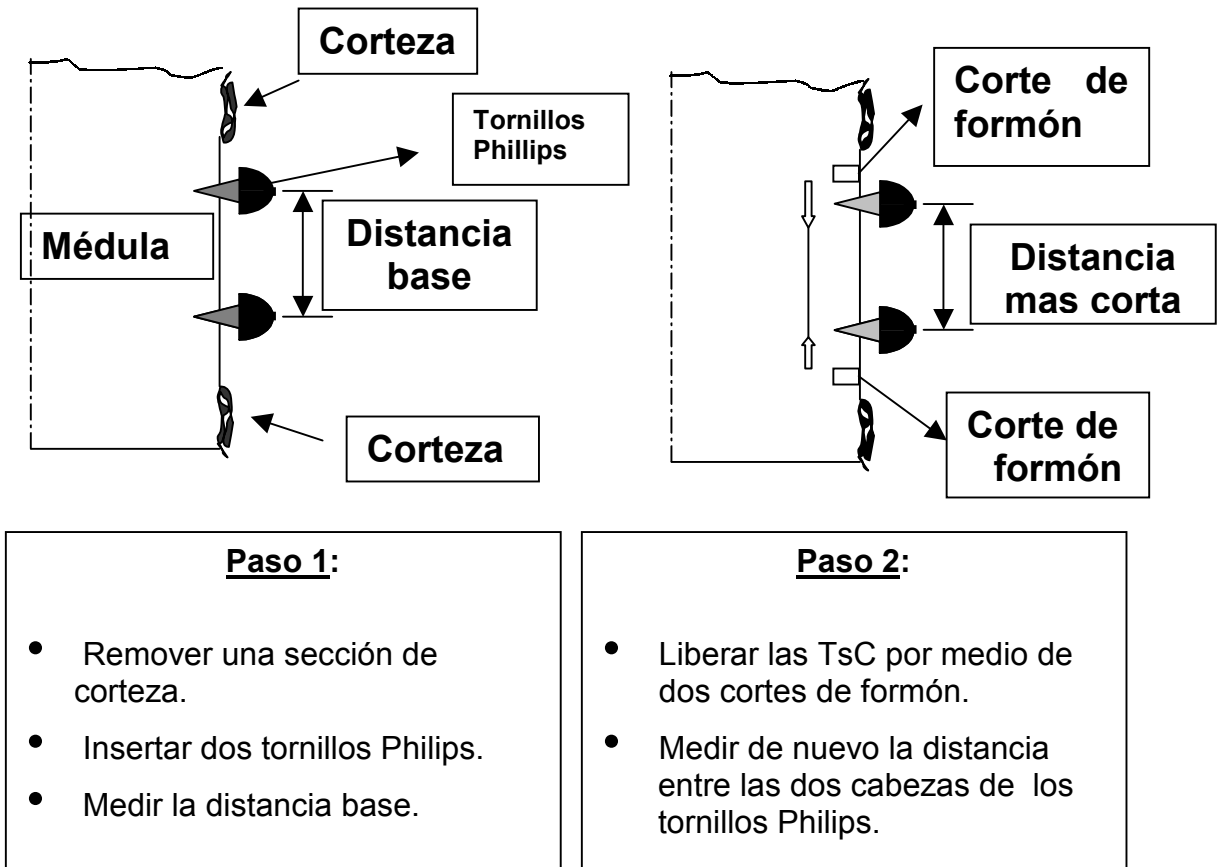 Corteza
Tornillos
Phillips
Médula
Distancia
base
Corteza
Corte de
formón
Distancia
mas corta
Corte de
formón
Paso 1:
• Remover una sección de
corteza.
• Insertar dos tornillos Philips.
• Medir la distancia base.
Paso 2:
• Liberar las TsC por medio de
dos cortes de formón.
• Medir de nuevo la distancia
entre las dos cabezas de los
tornillos Philips.